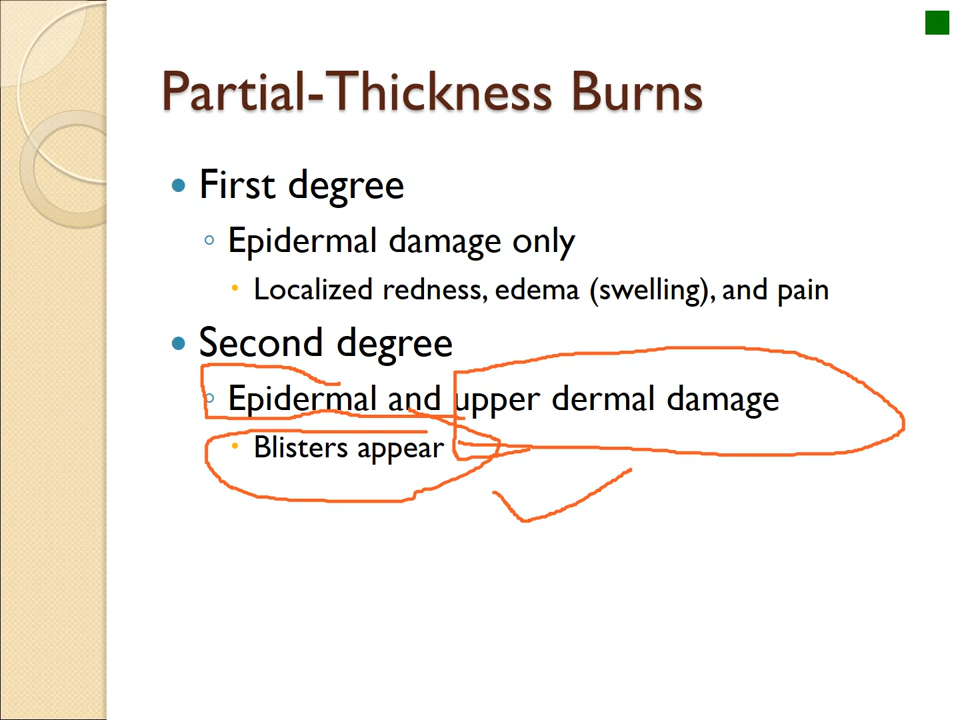 Partial-Thickness Burns
First degree
Epidermal damage only
Localized redness, edema (swelling), and pain
Second degree
Epidermal and upper dermal damage
Blisters appear